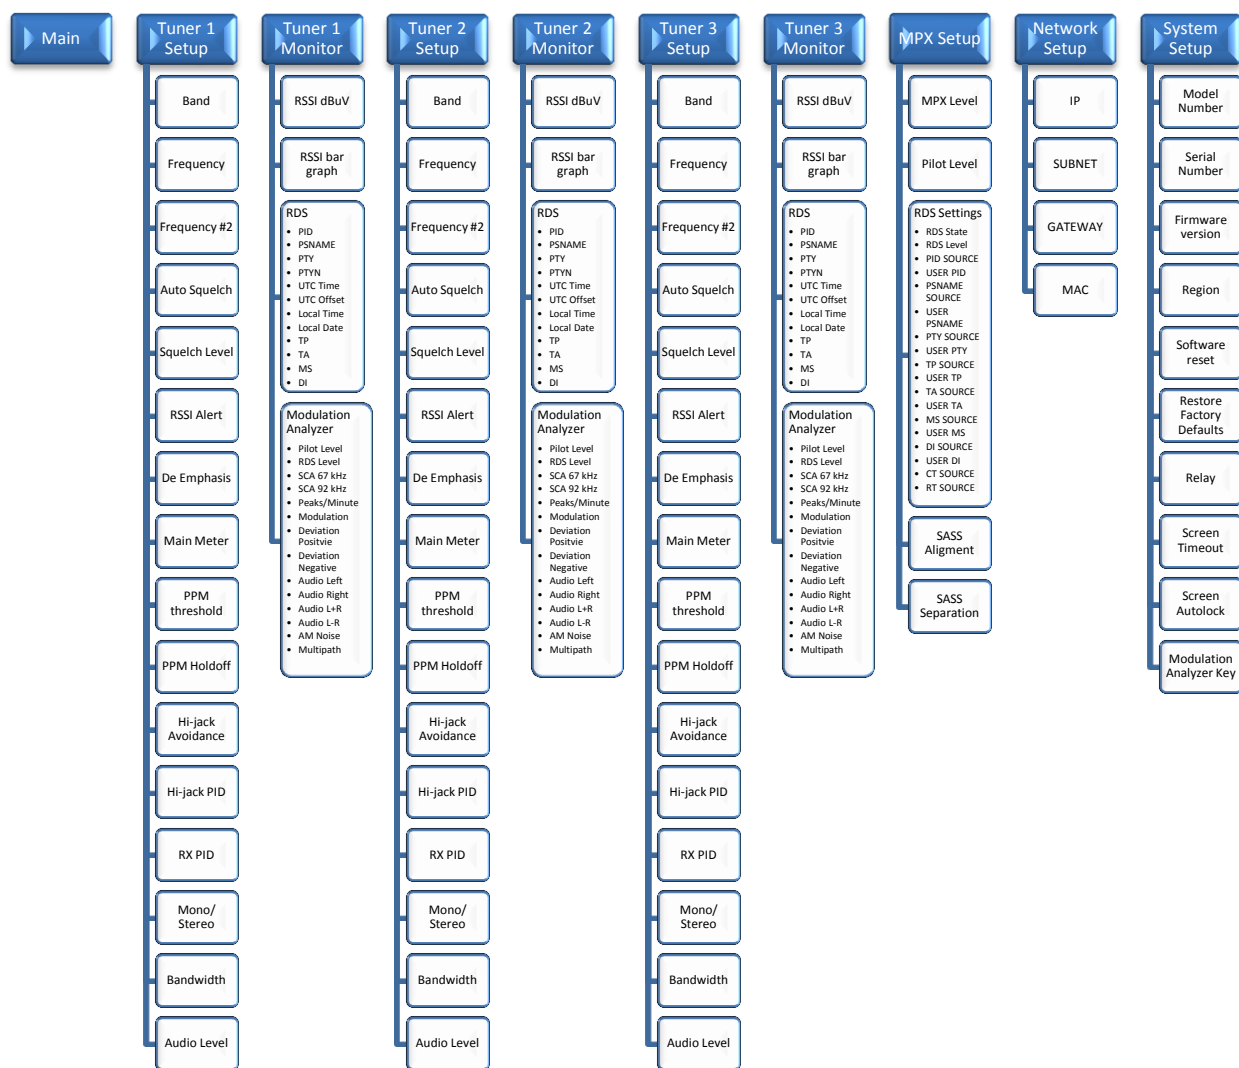 Main
Tuner 1
Setup
Band
Frequency
Frequency #2
Auto Squelch
Squelch Level
RSSI Alert
De Emphasis
Main Meter
PPM
threshold
PPM Holdoff
Hi-jack
Avoidance
Hi-jack PID
RX PID
Mono/
Stereo
Bandwidth
Audio Level
Tuner 1
Monitor
RSSI dBuV
RSSI bar
graph
RDS
• PID
• PSNAME
• PTY
• PTYN
• UTC Time
• UTC Offset
• Local Time
• Local Date
• TP
• TA
• MS
• DI
Modulation
Analyzer
• Pilot Level
• RDS Level
• SCA 67 kHz
• SCA 92 kHz
• Peaks/Minute
• Modulation
• Deviation
Positvie
• Deviation
Negative
• Audio Left
• Audio Right
• Audio L+R
• Audio L-R
• AM Noise
• Multipath
Tuner 2
Setup
Band
Frequency
Frequency #2
Auto Squelch
Squelch Level
RSSI Alert
De Emphasis
Main Meter
PPM
threshold
PPM Holdoff
Hi-jack
Avoidance
Hi-jack PID
RX PID
Mono/
Stereo
Bandwidth
Audio Level
Tuner 2
Monitor
RSSI dBuV
RSSI bar
graph
RDS
• PID
• PSNAME
• PTY
• PTYN
• UTC Time
• UTC Offset
• Local Time
• Local Date
• TP
• TA
• MS
• DI
Modulation
Analyzer
• Pilot Level
• RDS Level
• SCA 67 kHz
• SCA 92 kHz
• Peaks/Minute
• Modulation
• Deviation
Positvie
• Deviation
Negative
• Audio Left
• Audio Right
• Audio L+R
• Audio L-R
• AM Noise
• Multipath
Tuner 3
Setup
Band
Frequency
Frequency #2
Auto Squelch
Squelch Level
RSSI Alert
De Emphasis
Main Meter
PPM
threshold
PPM Holdoff
Hi-jack
Avoidance
Hi-jack PID
RX PID
Mono/
Stereo
Bandwidth
Audio Level
Tuner 3
Monitor
RSSI dBuV
RSSI bar
graph
RDS
• PID
• PSNAME
• PTY
• PTYN
• UTC Time
• UTC Offset
• Local Time
• Local Date
• TP
• TA
• MS
• DI
Modulation
Analyzer
• Pilot Level
• RDS Level
• SCA 67 kHz
• SCA 92 kHz
• Peaks/Minute
• Modulation
• Deviation
Positvie
• Deviation
Negative
• Audio Left
• Audio Right
• Audio L+R
• Audio L-R
• AM Noise
• Multipath
MPX Setup
MPX Level
Pilot Level
RDS Settings
• RDS State
• RDS Level
• PID SOURCE
• USER PID
• PSNAME
SOURCE
• USER
PSNAME
• PTY SOURCE
• USER PTY
• TP SOURCE
• USER TP
• TA SOURCE
• USER TA
• MS SOURCE
• USER MS
• DI SOURCE
• USER DI
• CT SOURCE
• RT SOURCE
SASS
Aligment
SASS
Separation
Network
Setup
IP
SUBNET
GATEWAY
MAC
System
Setup
Model
Number
Serial
Number
Firmware
version
Region
Software
reset
Restore
Factory
Defaults
Relay
Screen
Timeout
Screen
Autolock
Modulation
Analyzer Key